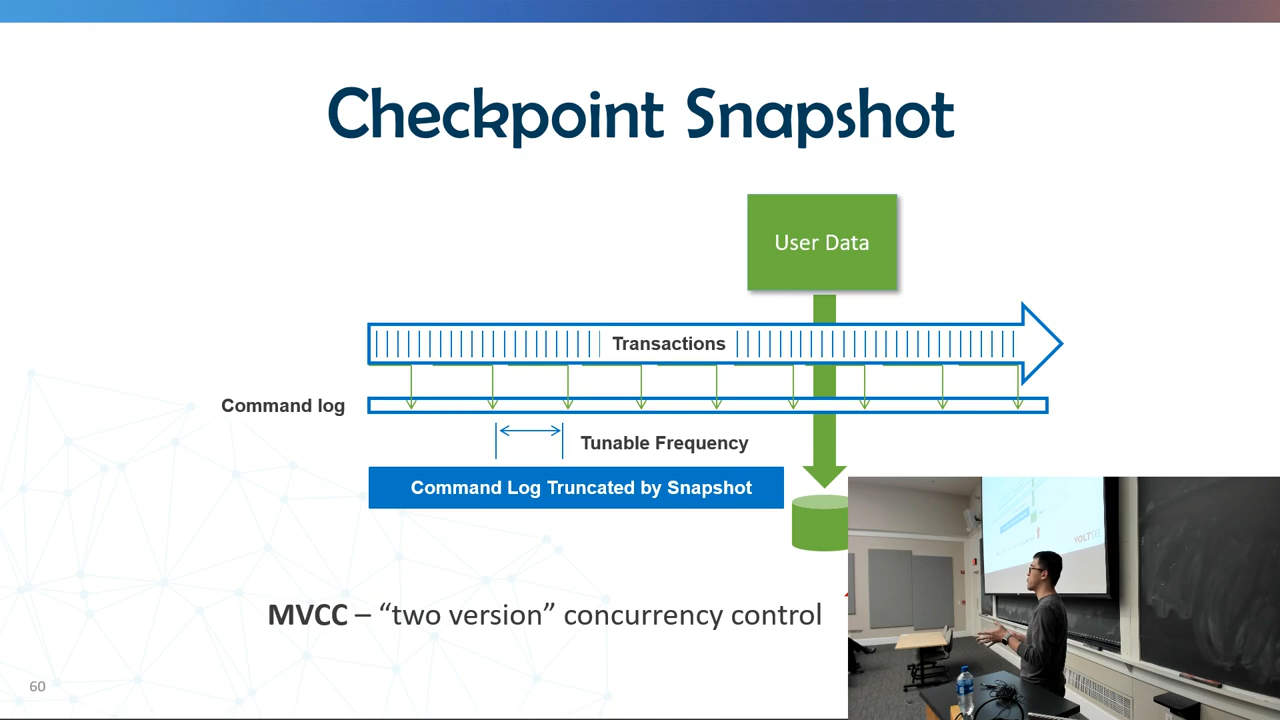 Checkpoint Snapshot
User Data
Transactions
Command log
Tunable Frequency
Command Log Truncated by Snapshot
MVCC – “two version” concurrency control
60
VOLT